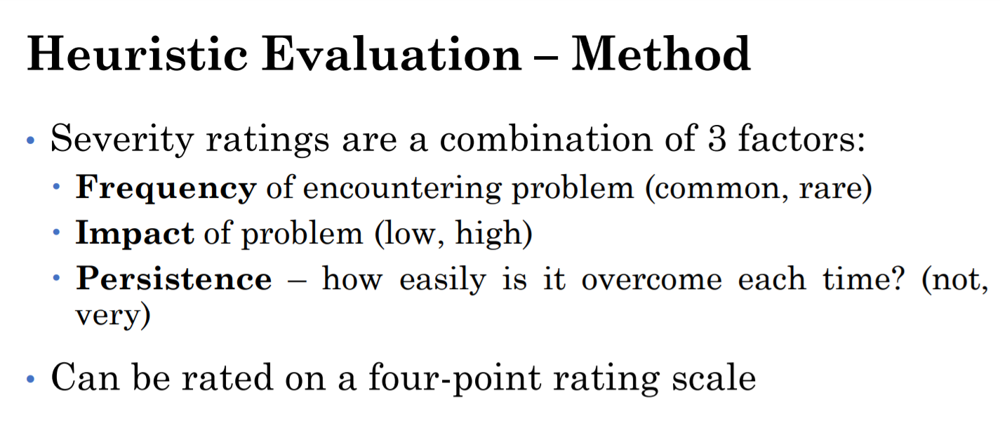 Heuristic Evaluation – Method
• Severity ratings are a combination of 3 factors:
• Frequency of encountering problem (common, rare)
• Impact of problem (low, high)
• Persistence – how easily is it overcome each time? (not,
very)
• Can be rated on a four-point rating scale